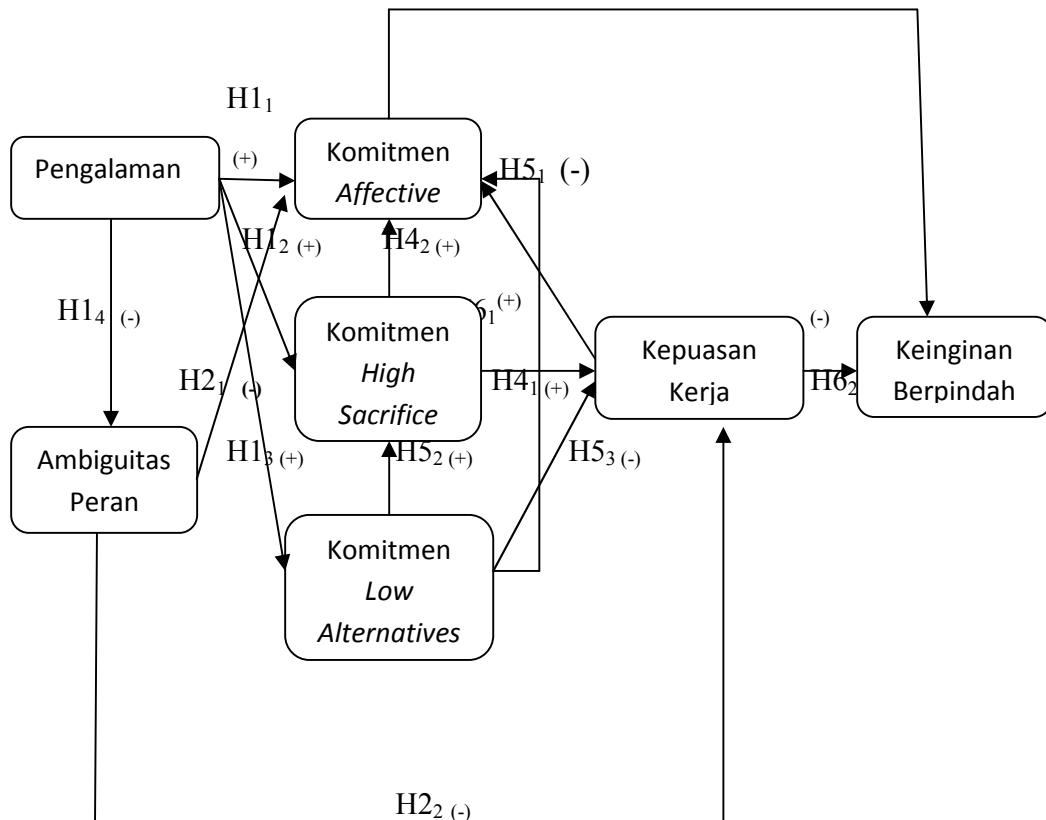 H1₁
Pengalaman
(+)
Komitmen
Affective
H5₁ (-)
H1₂ (+)
H4₂ (+)
H1₄ (-)
6₁(+)
Komitmen
High
Sacrifice
Kepuasan
Kerja
(-)
Keinginan
Berpindah
H2₁ (-)
H4₁ (+)
H6₂
Ambiguitas
Peran
H1₃ (+)
H5₂ (+)
H5₃ (-)
Komitmen
Low
Alternatives
H2₂ (-)